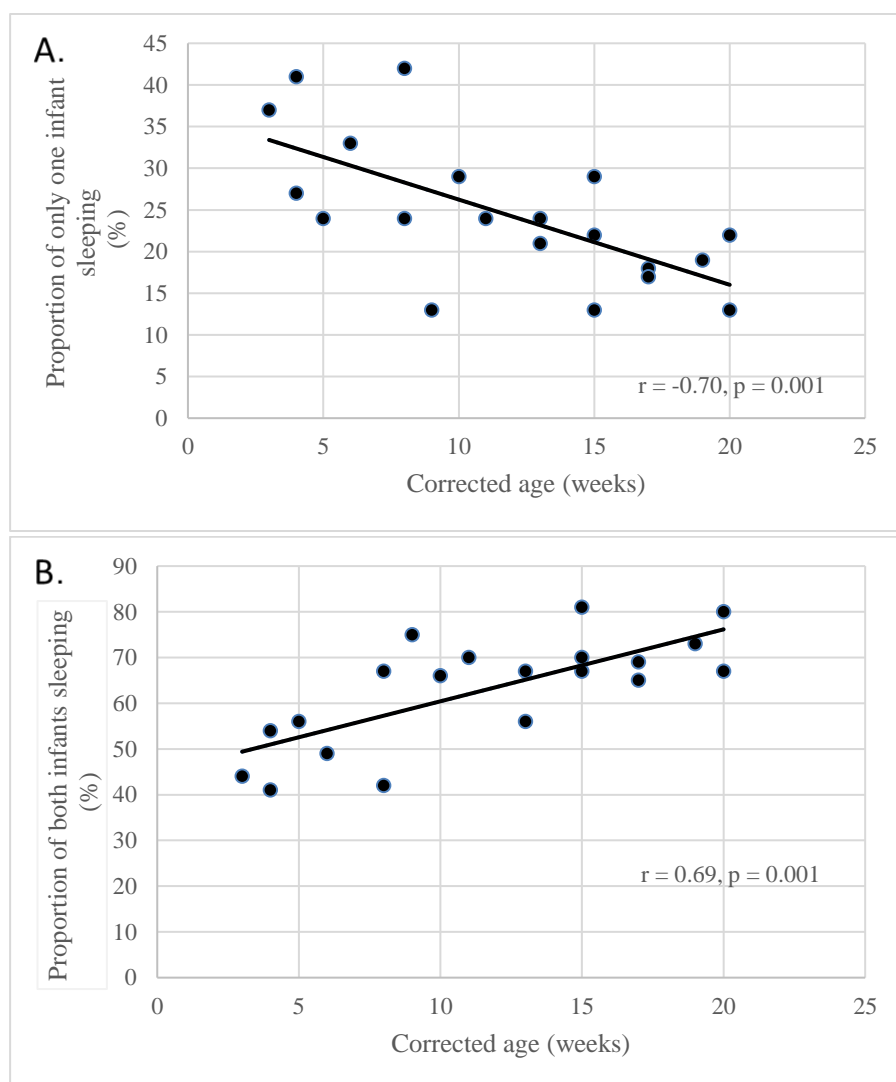 A.
Proportion of only one infant
sleeping
(%)
45
40
35
30
25
20
15
10
5
0
r = -0.70, p = 0.001
0 5 10 15 20 25
Corrected age (weeks)
B.
Proportion of both infants sleeping
(%)
90
80
70
60
50
40
30
20
10
0
r = 0.69, p = 0.001
0 5 10 15 20 25
Corrected age (weeks)